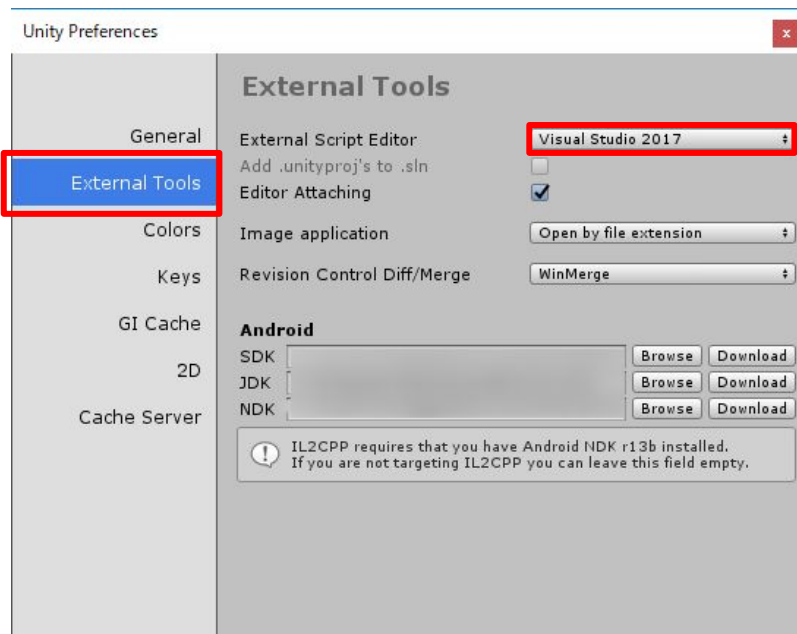 Unity Preferences
x
External Tools
General
External Tools
Colors
Keys
GI Cache
2D
Cache Server
External Script Editor
Visual Studio 2017
Add .unityproj's to .sln
Editor Attaching
Image application
Open by file extension
Revision Control Diff/Merge
WinMerge
Android
SDK
Browse
Download
JDK
Browse
Download
NDK
Browse
Download
IL2CPP requires that you have Android NDK r13b installed.
If you are not targeting IL2CPP you can leave this field empty.